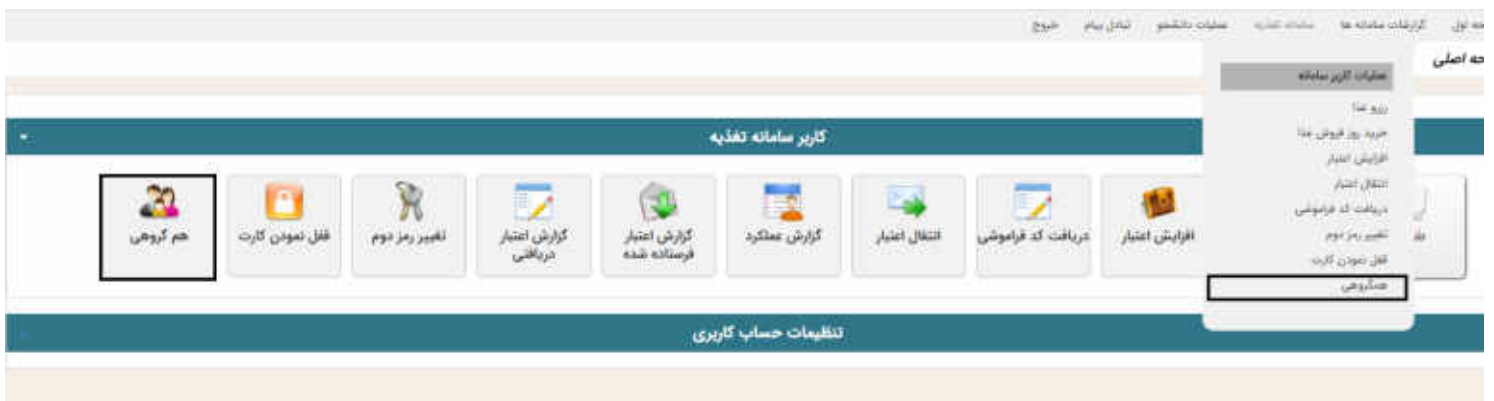 گزارشات سامانه ها سامانه تغذیه عملیات دانشجو تبادل پیام خروج
حه اصلی
عملیات کاربر سامانه
رزرو غذا
خرید روز فروش غذا
افزایش اعتبار
انتقال اعتبار
دریافت کد فراموشی
تغییر رمز دوم
قفل نمودن کارت
همگروهی
کاربر سامانه تغذیه
افزایش اعتبار
دریافت کد فراموشی
انتقال اعتبار
گزارش عملکرد
گزارش اعتبار
فرستاده شده
گزارش اعتبار
دریافتی
تغییر رمز دوم
قفل نمودن کارت
هم گروهی
تنظیمات حساب کاربری